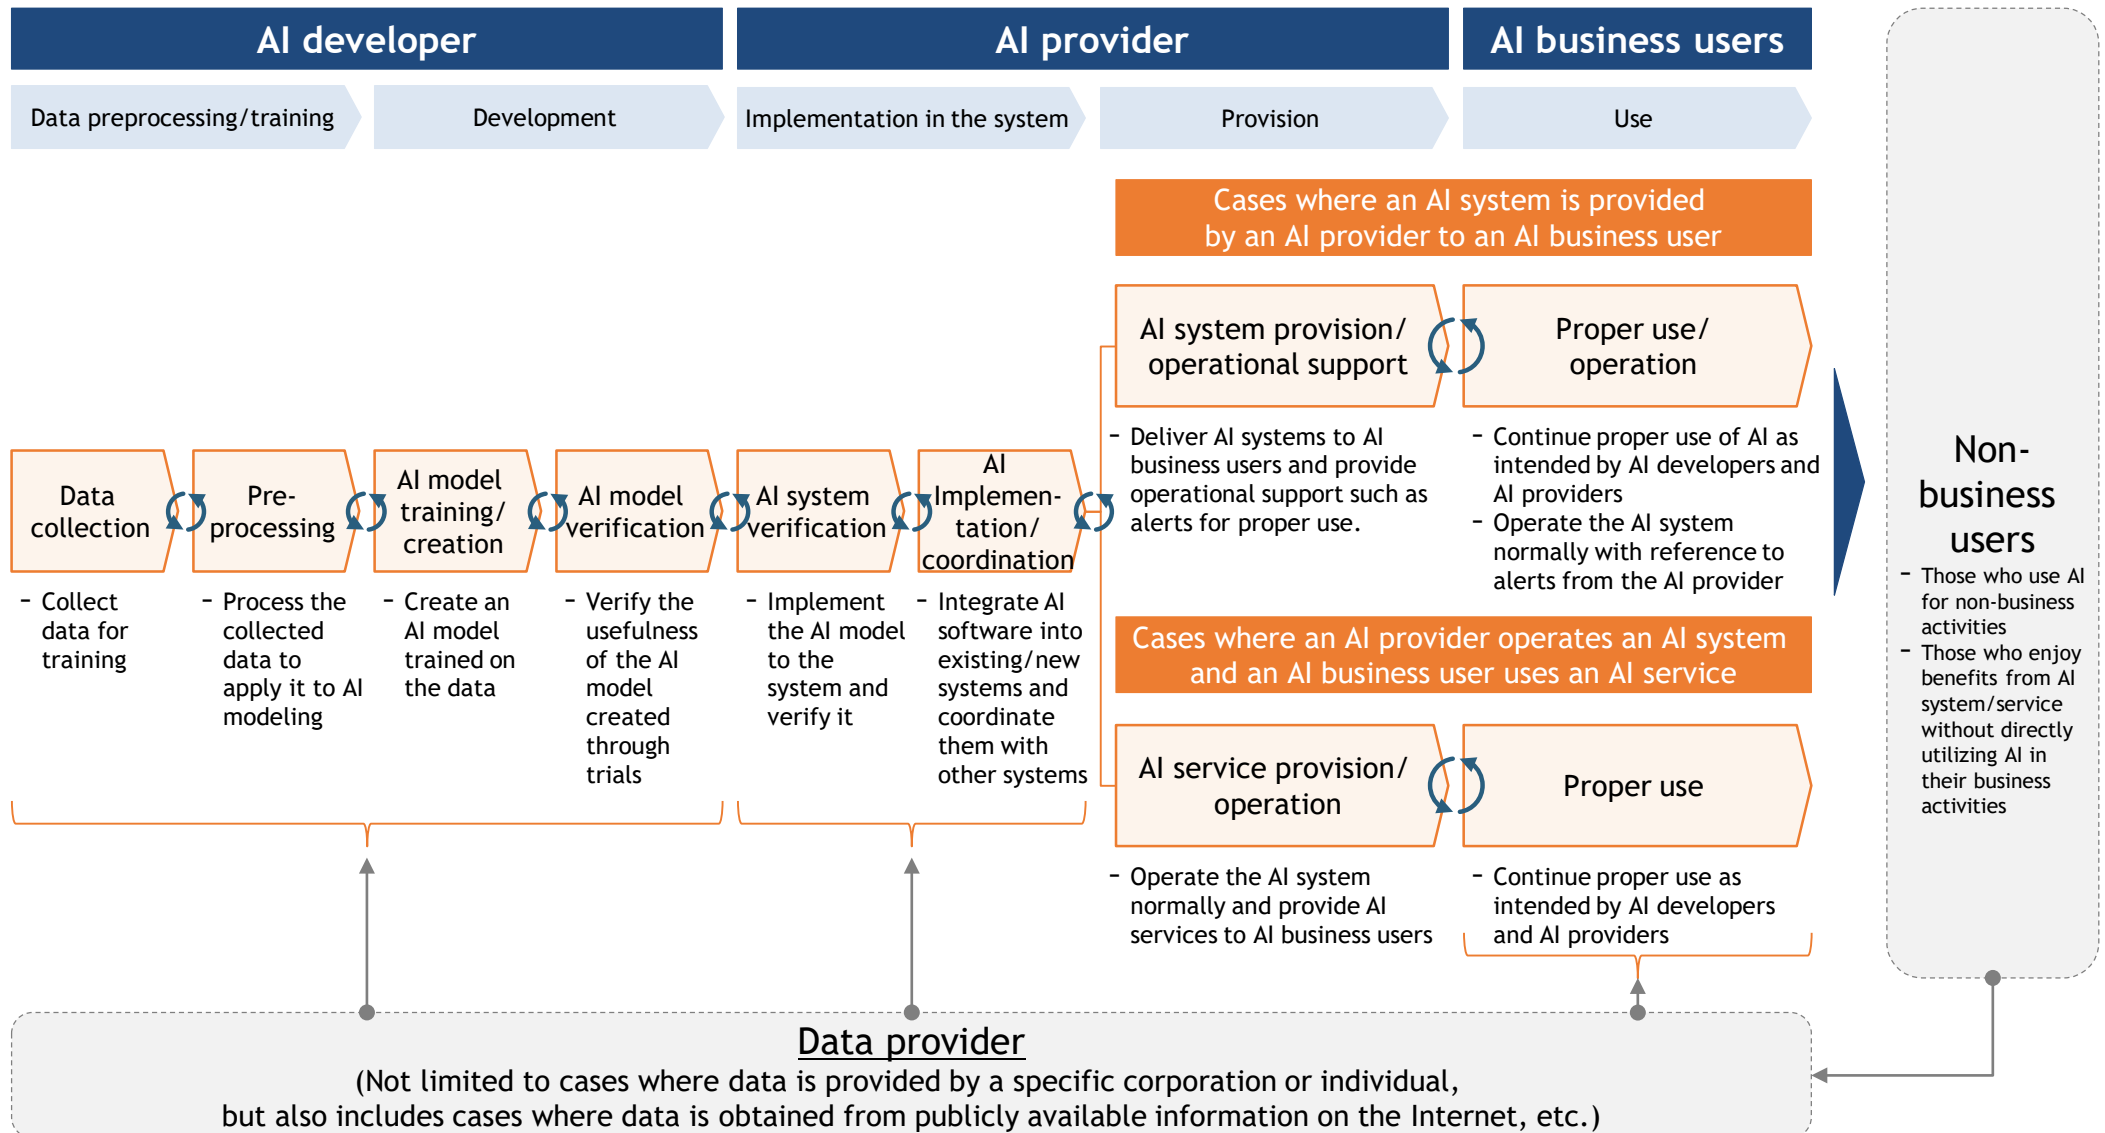 AI developer
AI provider
AI business users
Data preprocessing/training
Development
Implementation in the system
Provision
Use
Cases where an AI system is provided
by an AI provider to an AI business user
AI system provision/
operational support
Proper use/
operation
– Deliver AI systems to AI
business users and provide
operational support such as
alerts for proper use.
– Continue proper use of AI as
intended by AI developers and
AI providers
– Operate the AI system
normally with reference to
alerts from the AI provider
Data
collection
Pre-
processing
AI model
training/
creation
AI model
verification
AI system
verification
AI
Implemen-
tation/
coordination
– Collect
data for
training
– Process the
collected
data to
apply it to AI
modeling
– Create an
AI model
trained on
the data
– Verify the
usefulness
of the AI
model
created
through
trials
– Implement
the AI model
to the
system and
verify it
– Integrate AI
software into
existing/new
systems and
coordinate
them with
other systems
Cases where an AI provider operates an AI system
and an AI business user uses an AI service
AI service provision/
operation
Proper use
– Operate the AI system
normally and provide AI
services to AI business users
– Continue proper use as
intended by AI developers
and AI providers
Non-
business
users
– Those who use AI
for non-business
activities
– Those who enjoy
benefits from AI
system/service
without directly
utilizing AI in
their business
activities
Data provider
(Not limited to cases where data is provided by a specific corporation or individual,
but also includes cases where data is obtained from publicly available information on the Internet, etc.)